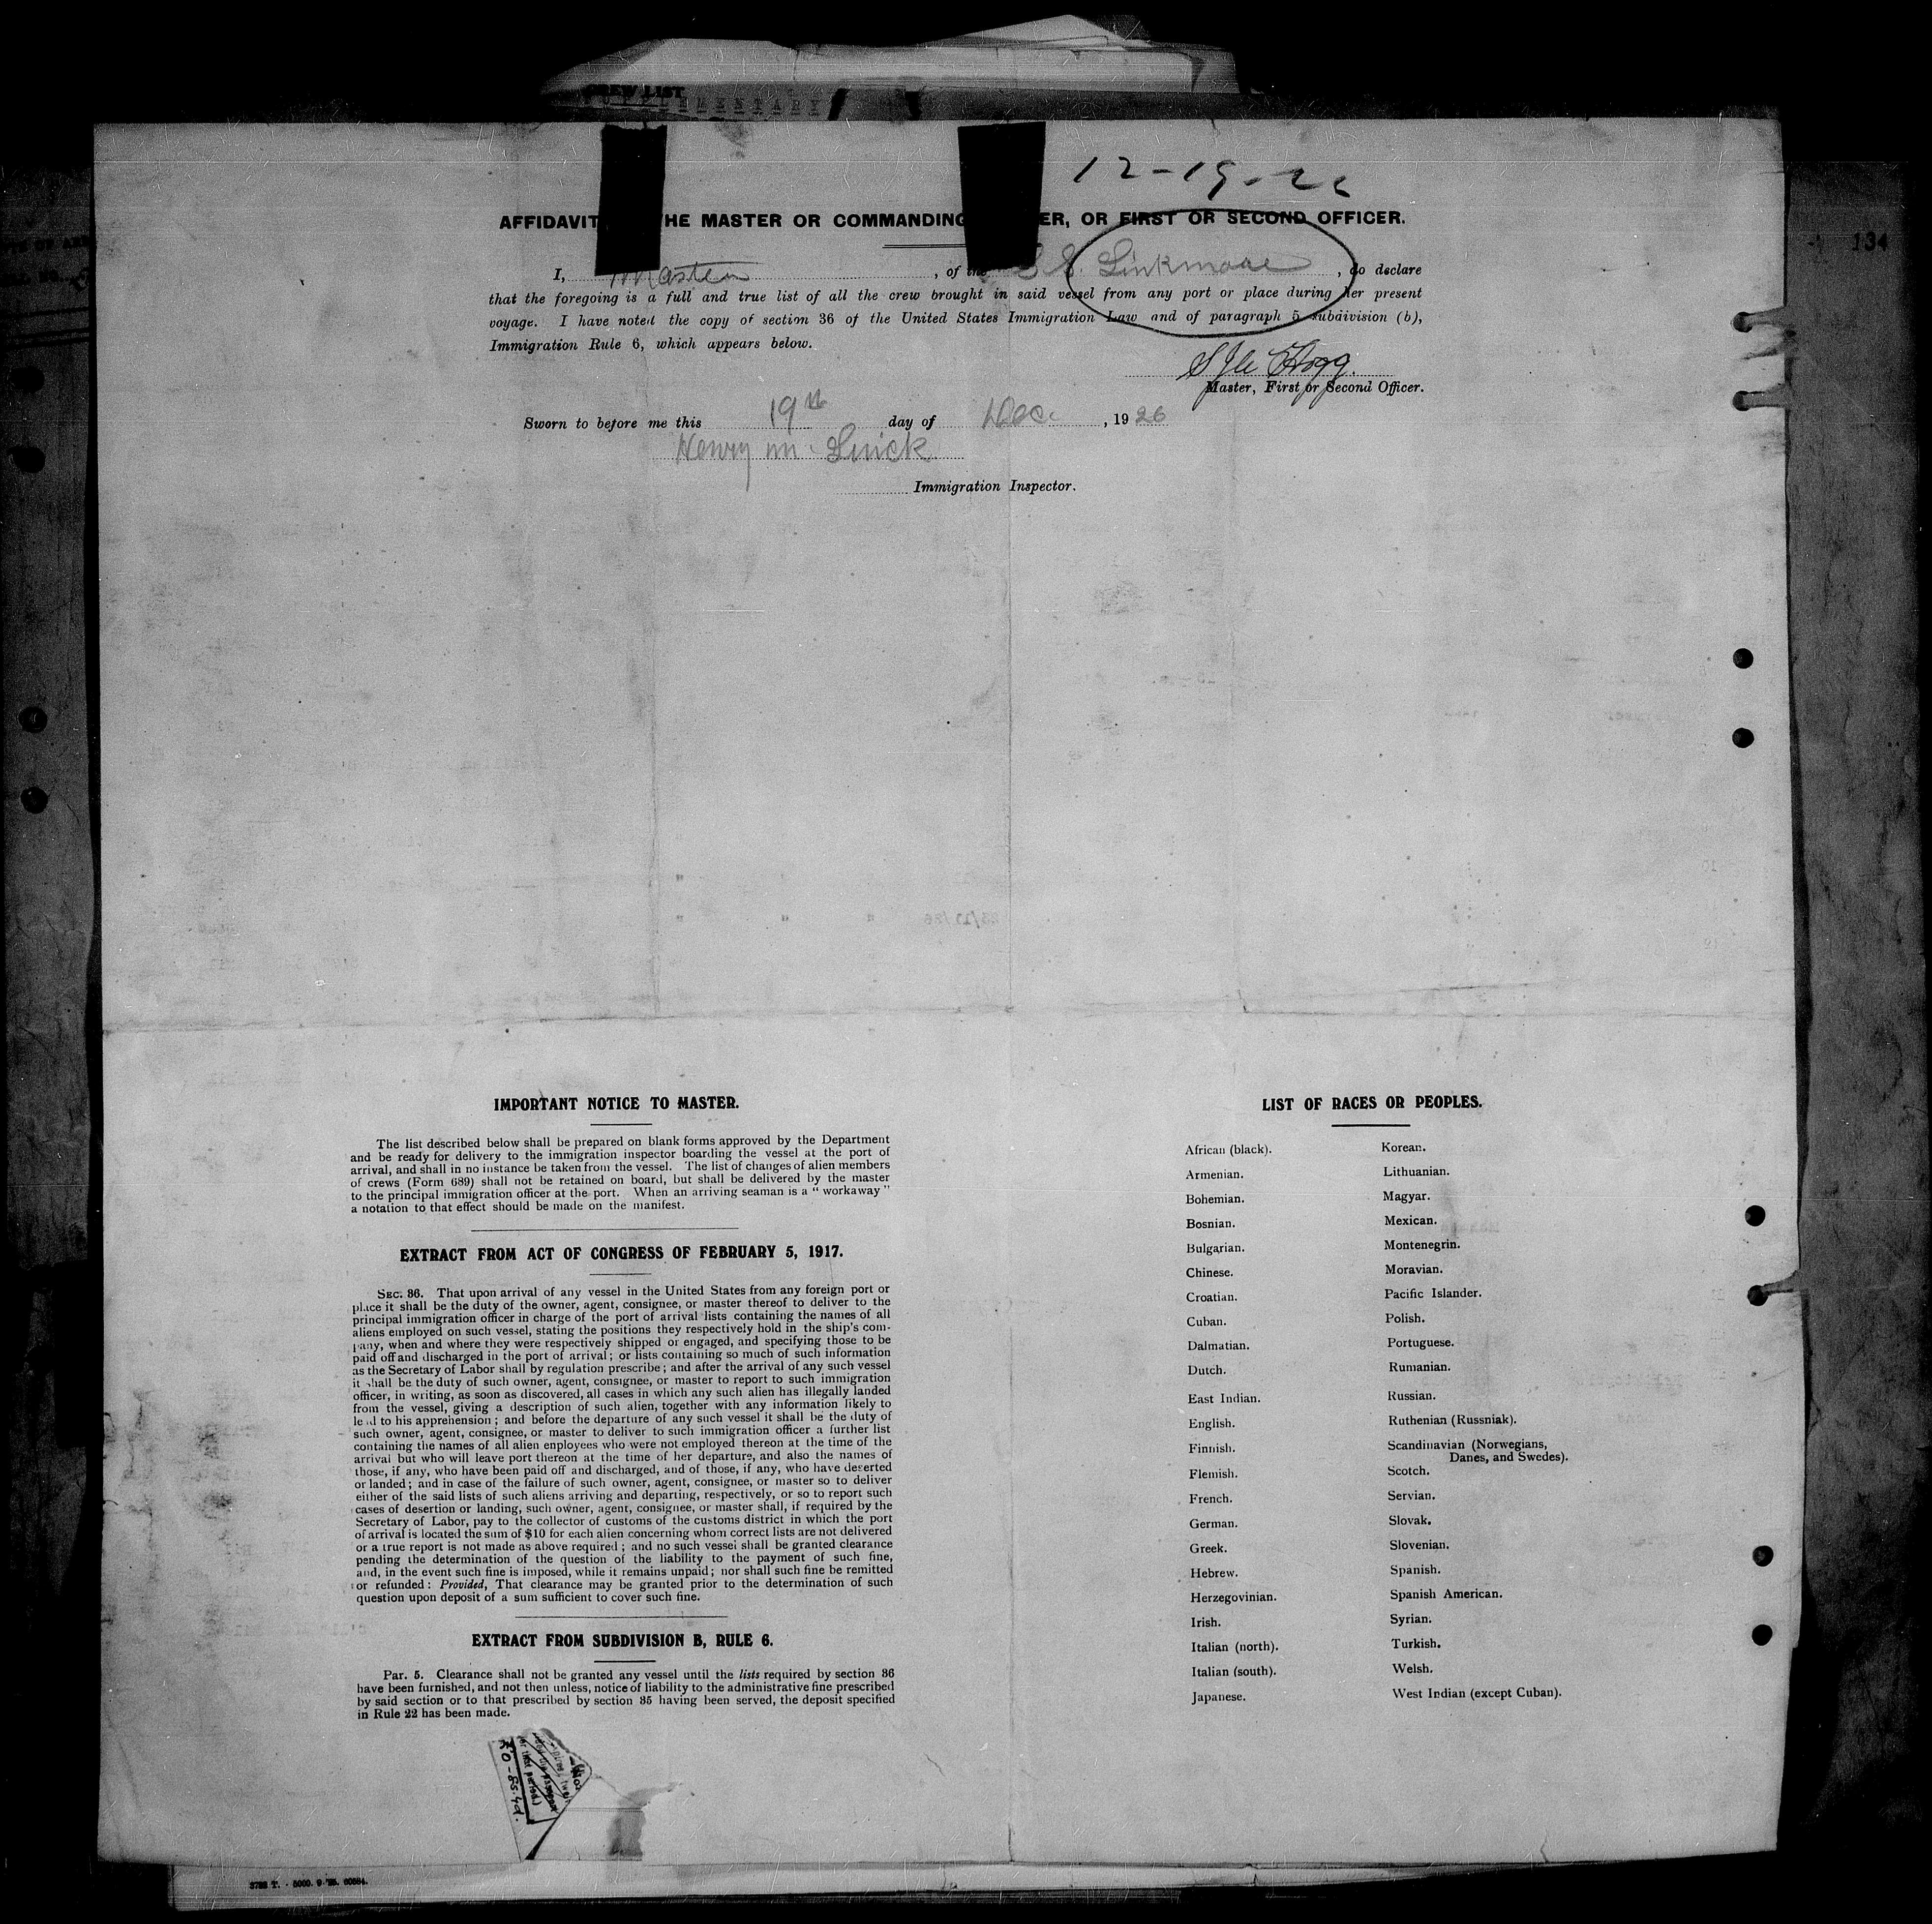 CREW LIST
SUPPLEMENTARY
134
12-19-26
AFFIDAVIT HE MASTER OR COMMANDING ER, OR FIRST OR SECOND OFFICER.
I, Master, of the S.S. Linkmoor, do declare
that the foregoing is a full and true list of all the crew brought in said vessel from any port or place during her present
voyage. I have noted the copy of section 36 of the United States Immigration Law and of paragraph 5 subdivision (b),
Immigration Rule 6, which appears below.
Master, First or Second Officer.
Sworn to before me this 19th day of Dec. , 1926
Henry M.
Immigration Inspector.
IMPORTANT NOTICE TO MASTER.
The list described below shall be prepared on blank forms approved by the Department
and be ready for delivery to the immigration inspector boarding the vessel at the port of
arrival, and shall in no instance be taken from the vessel. The list of changes of alien members
of crews (Form 689) shall not be retained on board, but shall be delivered by the master
to the principal immigration officer at the port. When an arriving seaman is a “ workaway ”
a notation to that effect should be made on the manifest.
EXTRACT FROM ACT OF CONGRESS OF FEBRUARY 5, 1917.
SEC. 36. That upon arrival of any vessel in the United States from any foreign port or
place it shall be the duty of the owner, agent, consignee, or master thereof to deliver to the
principal immigration officer in charge of the port of arrival lists containing the names of all
aliens employed on such vessel, stating the positions they respectively hold in the ship's com-
pany, when and where they were respectively shipped or engaged, and specifying those to be
paid off and discharged in the port of arrival; or lists containing so much of such information
as the Secretary of Labor shall by regulation prescribe; and after the arrival of any such vessel
it shall be the duty of such owner, agent, consignee, or master to report to such immigration
officer, in writing, as soon as discovered, all cases in which any such alien has illegally landed
from the vessel, giving a description of such alien, together with any information likely to
lead to his apprehension; and before the departure of any such vessel it shall be the duty of
such owner, agent, consignee, or master to deliver to such immigration officer a further list
containing the names of all alien enployees who were not employed thereon at the time of the
arrival but who will leave port thereon at the time of her departure, and also the names of
those, if any, who have been paid off and discharged, and of those, if any, who have deserted
or landed; and in case of the failure of such owner, agent, consignee, or master so to deliver
either of the said lists of such aliens arriving and departing, respectively, or so to report such
cases of desertion or landing, such owner, agent, consignee, or master shall, if required by the
Secretary of Labor, pay to the collector of customs of the customs district in which the port
of arrival is located the sum of $10 for each alien concerning whom correct lists are not delivered
or a true report is not made as above required; and no such vessel shall be granted clearance
pending the determination of the question of the liability to the payment of such fine,
and, in the event such fine is imposed, while it remains unpaid; nor shall such fine be remitted
or refunded: Provided, That clearance may be granted prior to the determination of such
question upon deposit of a sum sufficient to cover such fine.
EXTRACT FROM SUBDIVISION B, RULE 6.
Par. 5. Clearance shall not be granted any vessel until the lists required by section 36
have been furnished, and not then unless, notice of liability to the administrative fine prescribed
by said section or to that prescribed by section 35 having been served, the deposit specified
in Rule 22 has been made.
LIST OF RACES OR PEOPLES.
African (black). Korean.
Armenian. Lithuanian.
Bohemian. Magyar.
Bosnian. Mexican.
Bulgarian. Montenegrin.
Chinese. Moravian.
Croatian. Pacific Islander.
Cuban. Polish.
Dalmatian. Portuguese.
Dutch. Rumanian.
East Indian. Russian.
English. Ruthenian (Russniak).
Finnish. Scandinavian (Norwegians,
Danes, and Swedes).
Flemish. Scotch.
French. Servian.
German. Slovak.
Greek. Slovenian.
Hebrew. Spanish.
Herzegovinian. Spanish American.
Irish. Syrian.
Italian (north). Turkish.
Italian (south). Welsh.
Japanese. West Indian (except Cuban).